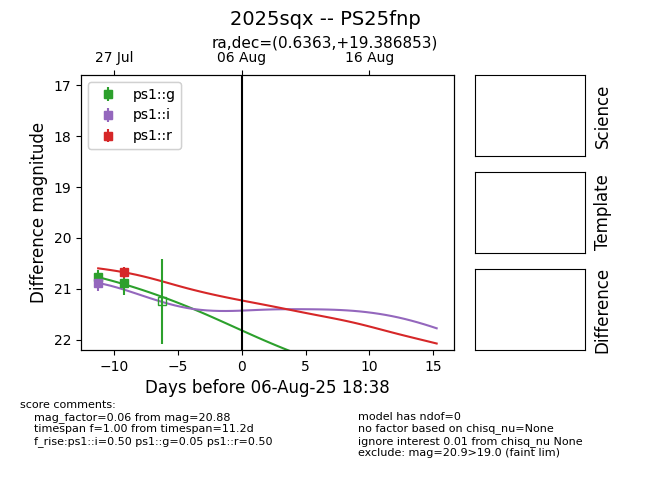 2025sqx -- PS25fnp
ra,dec=(0.6363,+19.386853)
27 Jul 06 Aug 16 Aug
ps1::g
ps1::i
ps1::r
17
18
19
20
21
22
Difference magnitude
−10 −5 0 5 10 15
Days before 06-Aug-25 18:38
Science
Template
Difference
score comments:
mag_factor=0.06 from mag=20.88
timespan f=1.00 from timespan=11.2d
f_rise:ps1::i=0.50 ps1::g=0.05 ps1::r=0.50
model has ndof=0
no factor based on chisq_nu=None
ignore interest 0.01 from chisq_nu None
exclude: mag=20.9>19.0 (faint lim)